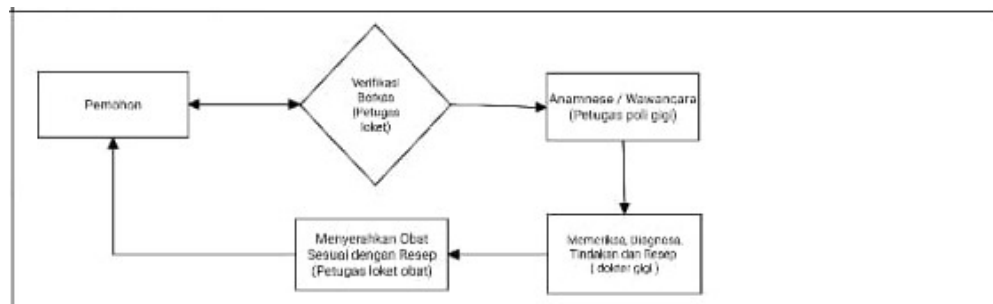 Pemohon
Verifikasi
Berkas
(Petugas
loket)
Anamnese / Wawancara
(Petugas poli gigi)
Menyerahkan Obat
Sesuai dengan Resep
(Petugas loket obat)
Memeriksa, Diagnosa,
Tindakan dan Resep
( dokter gigi )